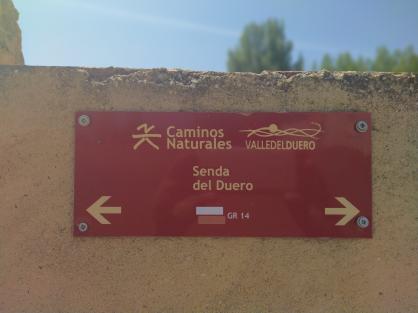 Caminos
Naturales
VALLEDELDUERO
Senda
del Duero
GR 14